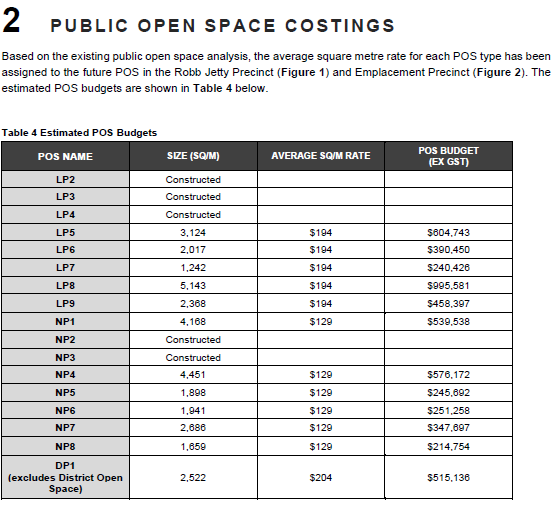 2 PUBLIC OPEN SPACE COSTINGS
Based on the existing public open space analysis, the average square metre rate for each POS type has been
assigned to the future POS in the Robb Jetty Precinct (Figure 1) and Emplacement Precinct (Figure 2). The
estimated POS budgets are shown in Table 4 below.
Table 4 Estimated POS Budgets
POS NAME SIZE (SQ/M) AVERAGE SQ/M RATE POS BUDGET (EX GST)
LP2 Constructed
LP3 Constructed
LP4 Constructed
LP5 3,124 $194 $604,743
LP6 2,017 $194 $390,450
LP7 1,242 $194 $240,426
LP8 5,143 $194 $995,581
LP9 2,368 $194 $458,397
NP1 4,168 $129 $539,538
NP2 Constructed
NP3 Constructed
NP4 4,451 $129 $576,172
NP5 1,898 $129 $245,692
NP6 1,941 $129 $251,258
NP7 2,686 $129 $347,697
NP8 1,659 $129 $214,754
DP1
(excludes District Open
Space) 2,522 $204 $515,136